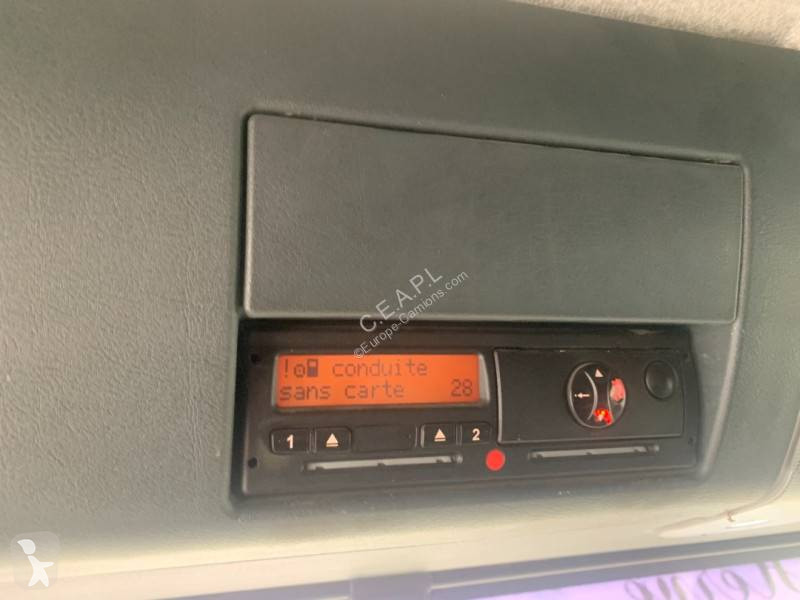 C.E.A.P.L
©Europe-Camions.com
! conduite
sans carte 28
1 2